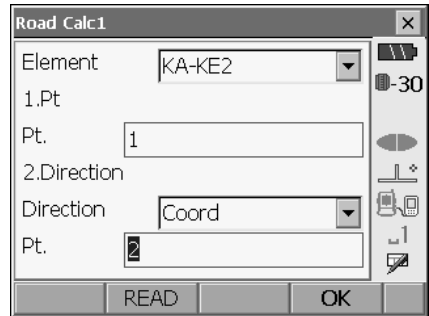 Road Calc1
Element KA-KE2
-30
1.Pt
Pt. 1
2.Direction
Direction Coord
Pt. 2
1
READ OK